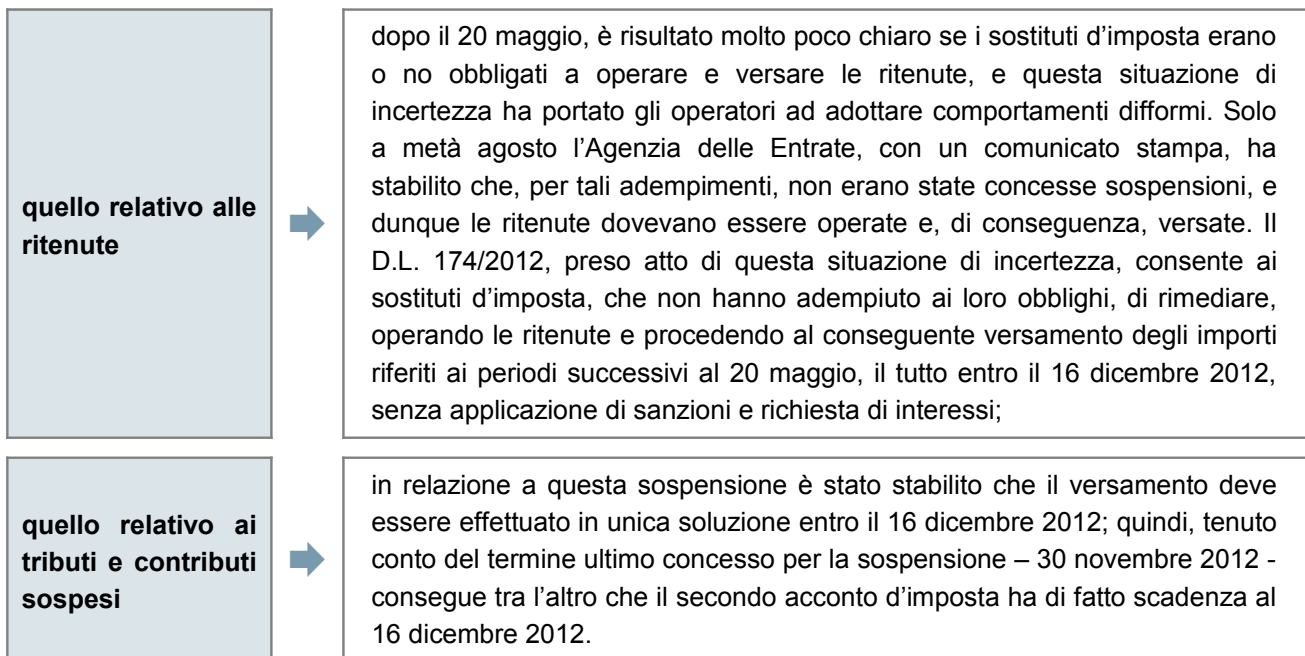 quello relativo alle
ritenute
dopo il 20 maggio, è risultato molto poco chiaro se i sostituti d'imposta erano
o no obbligati a operare e versare le ritenute, e questa situazione di
incertezza ha portato gli operatori ad adottare comportamenti difformi. Solo
a metà agosto l'Agenzia delle Entrate, con un comunicato stampa, ha
stabilito che, per tali adempimenti, non erano state concesse sospensioni, e
dunque le ritenute dovevano essere operate e, di conseguenza, versate. Il
D.L. 174/2012, preso atto di questa situazione di incertezza, consente ai
sostituti d'imposta, che non hanno adempiuto ai loro obblighi, di rimediare,
operando le ritenute e procedendo al conseguente versamento degli importi
riferiti ai periodi successivi al 20 maggio, il tutto entro il 16 dicembre 2012,
senza applicazione di sanzioni e richiesta di interessi;
quello relativo ai
tributi e contributi
sospesi
in relazione a questa sospensione è stato stabilito che il versamento deve
essere effettuato in unica soluzione entro il 16 dicembre 2012; quindi, tenuto
conto del termine ultimo concesso per la sospensione – 30 novembre 2012 -
consegue tra l'altro che il secondo acconto d'imposta ha di fatto scadenza al
16 dicembre 2012.